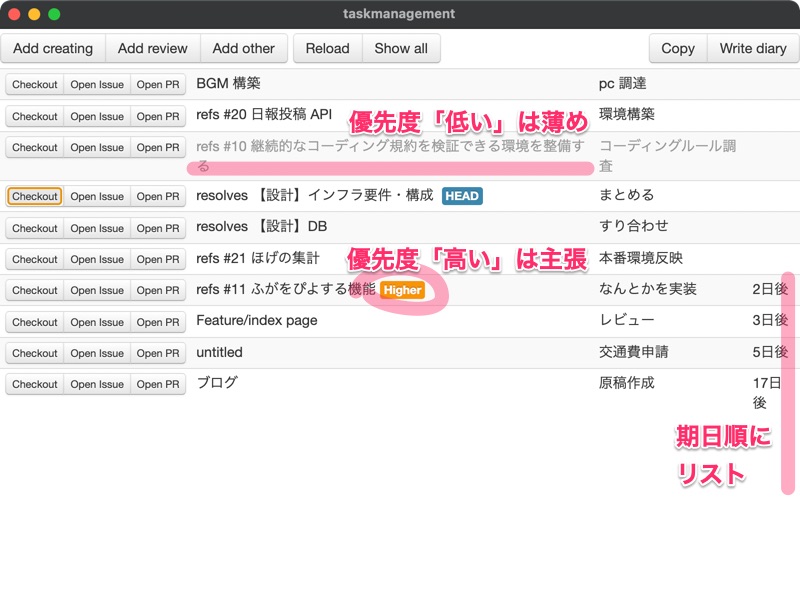 taskmanagement
Add creating Add review Add other Reload Show all Copy Write diary
Checkout Open Issue Open PR BGM 構築 pc 調達
Checkout Open Issue Open PR refs #20 日報投稿 API 環境構築
優先度「低い」は薄め
Checkout Open Issue Open PR refs #10 継続的なコーディング規約を検証できる環境を整備す コーディングルール調
る 査
Checkout Open Issue Open PR resolves 【設計】インフラ要件・構成 HEAD まとめる
Checkout Open Issue Open PR resolves 【設計】DB すり合わせ
Checkout Open Issue Open PR refs #21 ほげの集計 本番環境反映
優先度「高い」は主張
Checkout Open Issue Open PR refs #11 ふがをぴよする機能 Higher なんとかを実装 2日後
Checkout Open Issue Open PR Feature/index page レビュー 3日後
Checkout Open Issue Open PR untitled 交通費申請 5日後
Checkout Open Issue Open PR ブログ 原稿作成 17日
後
期日順に
リスト